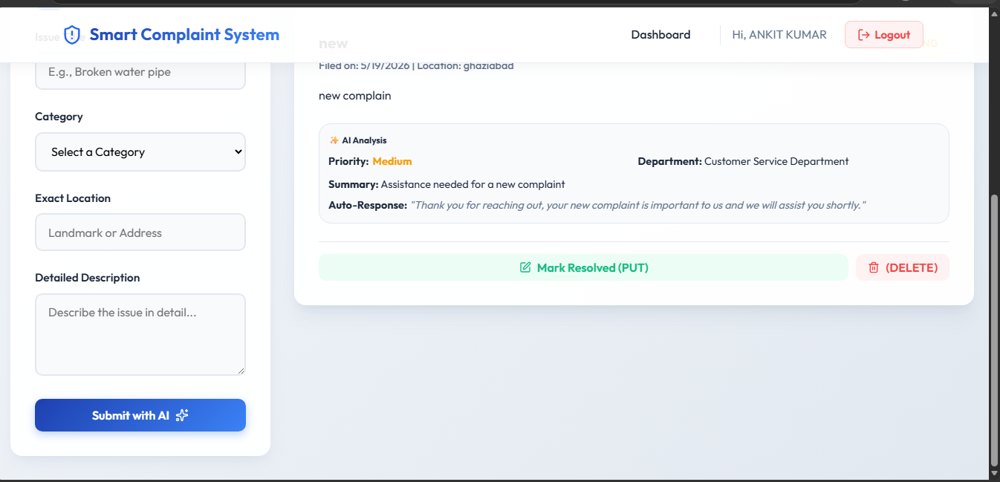 Smart Complaint System
Dashboard
Hi, ANKIT KUMAR
Logout
Issue
E.g., Broken water pipe
Category
Select a Category
Exact Location
Landmark or Address
Detailed Description
Describe the issue in detail...
Submit with AI
new
Filed on: 5/19/2026 | Location: ghaziabad
new complain
✨ AI Analysis
Priority: Medium
Department: Customer Service Department
Summary: Assistance needed for a new complaint
Auto-Response: "Thank you for reaching out, your new complaint is important to us and we will assist you shortly."
Mark Resolved (PUT)
(DELETE)